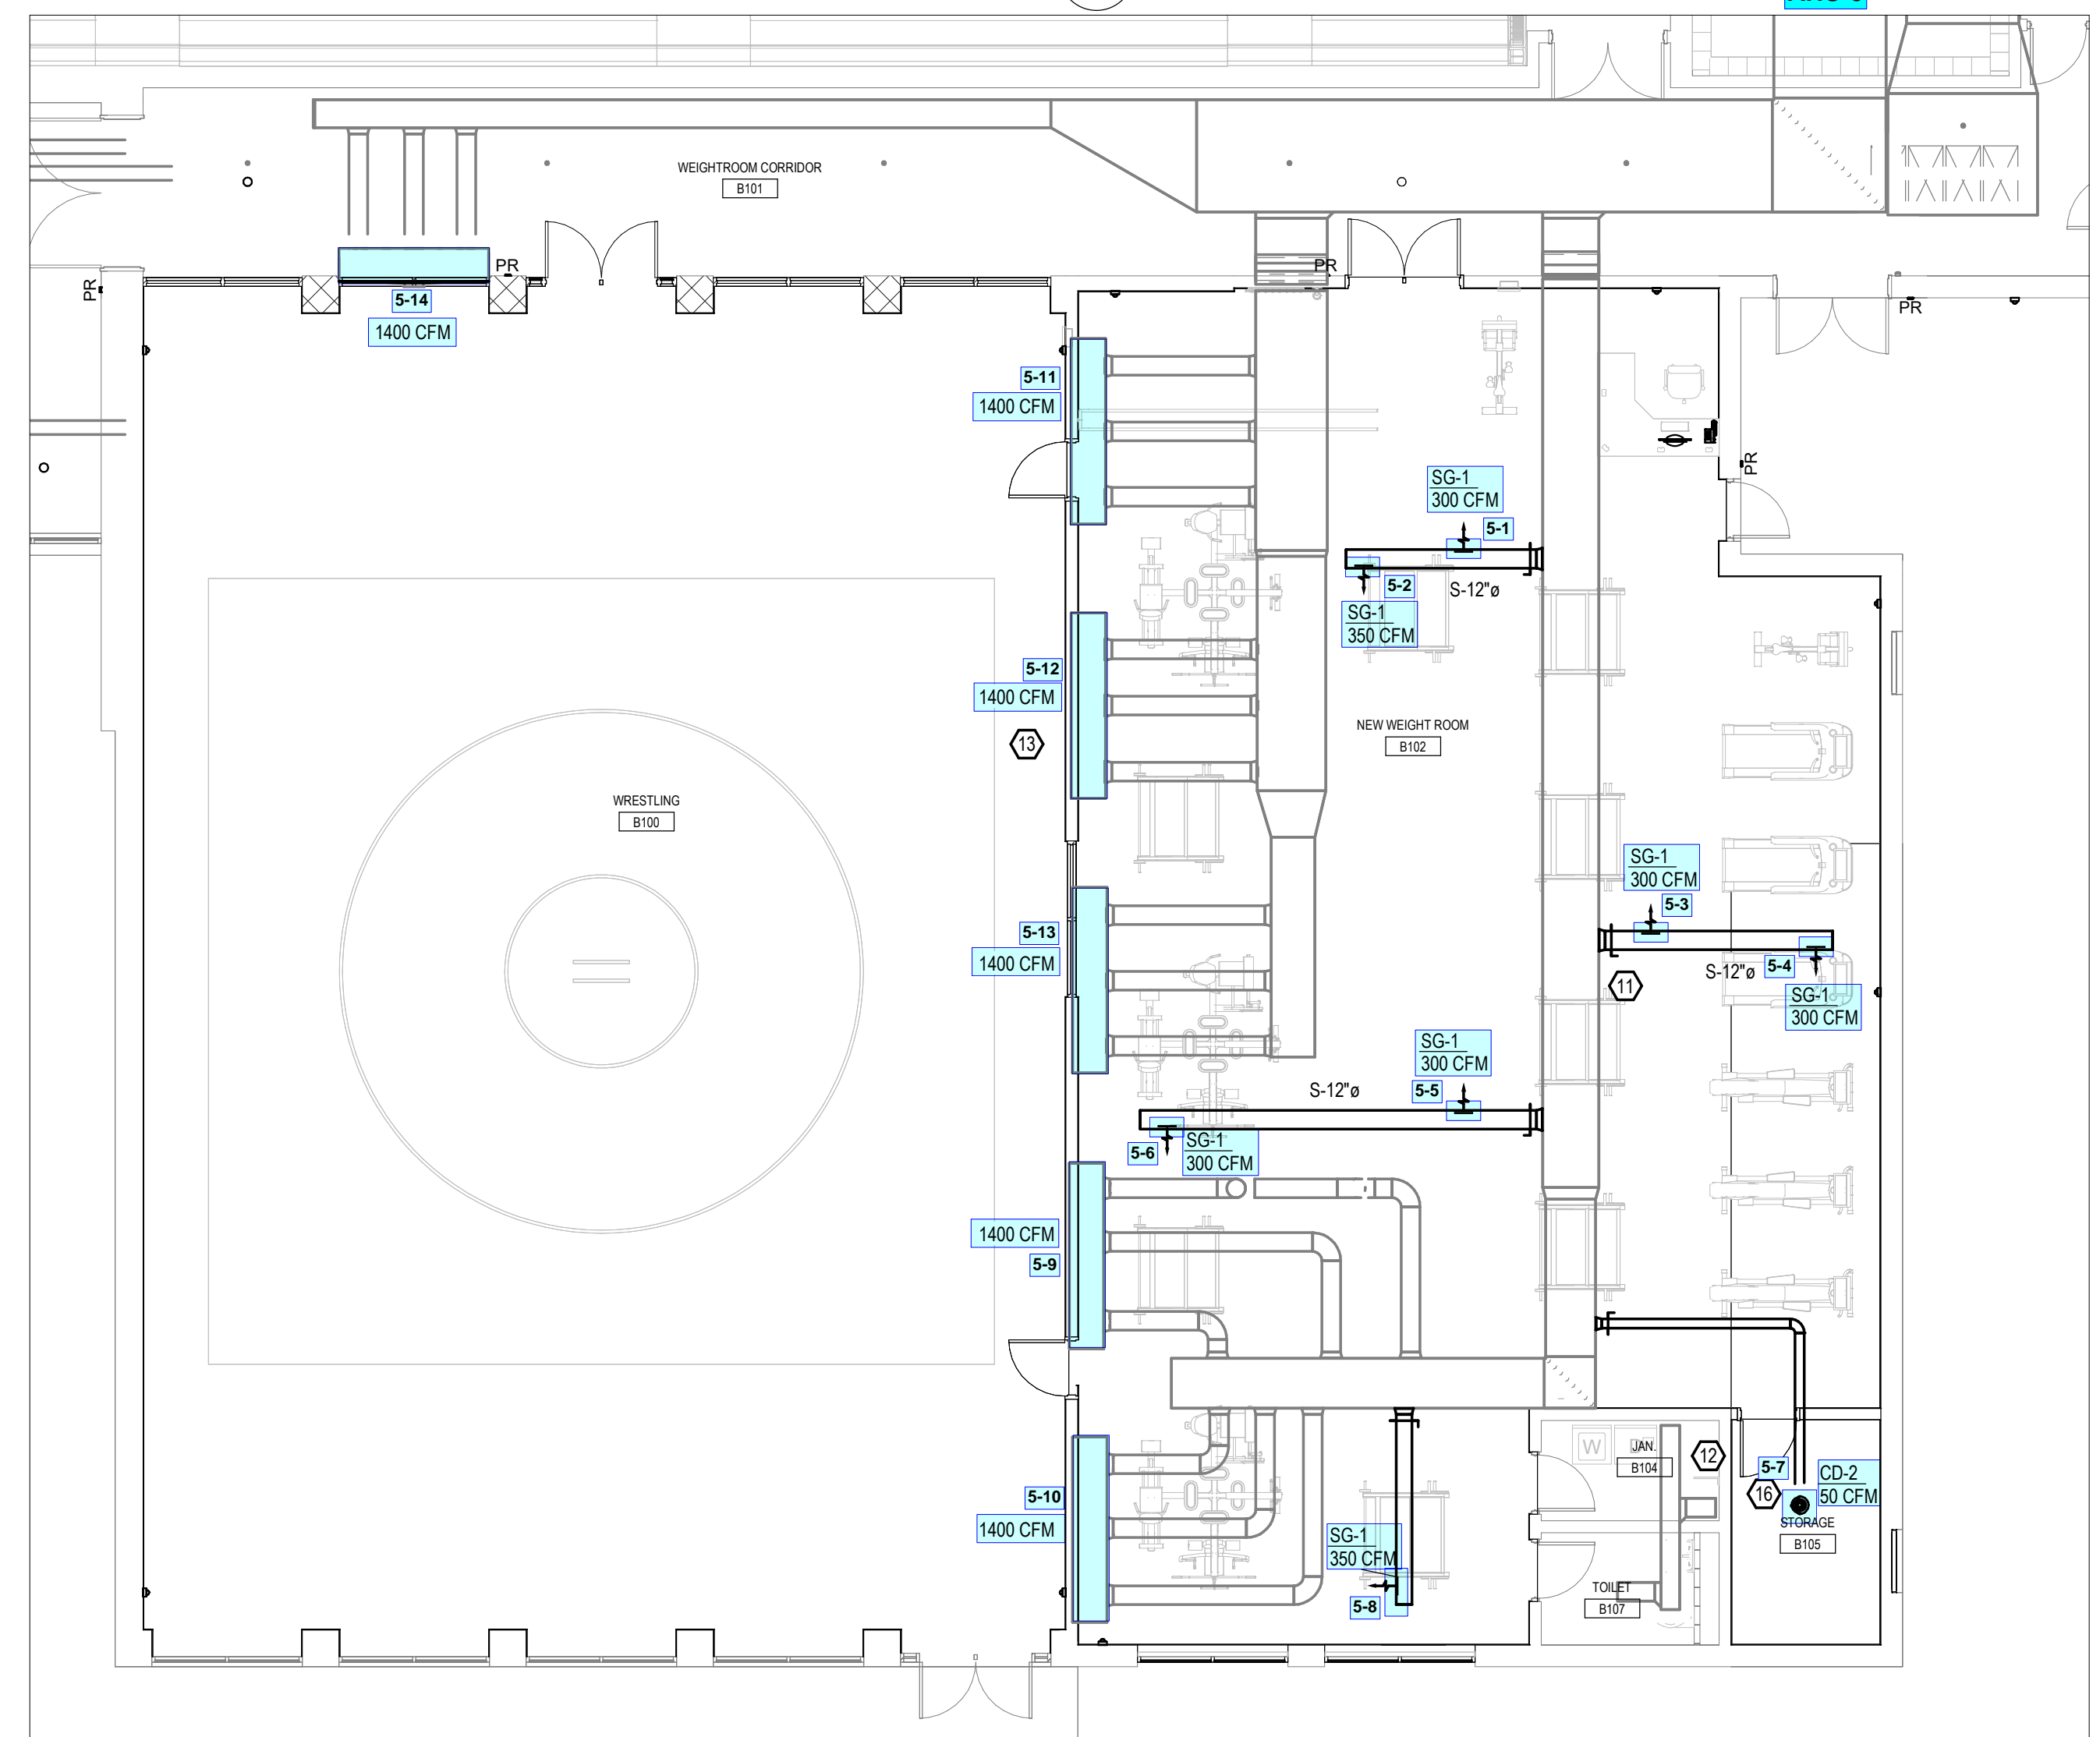 WEIGHTROOM CORRIDOR
B101
PR
PR
PR
PR
PR
5-14
1400 CFM
5-11
1400 CFM
SG-1
300 CFM
5-1
5-2
S-12"ø
SG-1
350 CFM
5-12
1400 CFM
13
NEW WEIGHT ROOM
B102
WRESTLING
B100
SG-1
300 CFM
5-3
5-13
1400 CFM
S-12"ø
5-4
11
SG-1
300 CFM
SG-1
300 CFM
S-12"ø
5-5
5-6
SG-1
300 CFM
1400 CFM
5-9
W
JAN.
B104
12
5-7
CD-2
50 CFM
16
5-10
1400 CFM
STORAGE
B105
SG-1
350 CFM
5-8
TOILET
B107